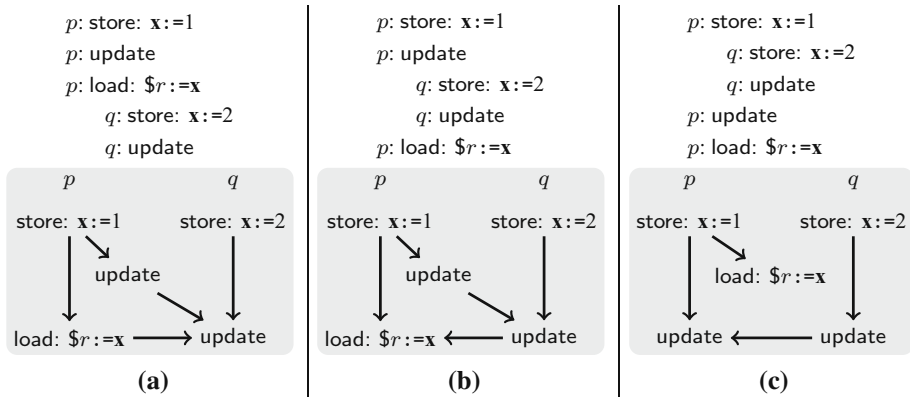 p: store: x:=1
p: update
p: load: $r:=x
q: store: x:=2
q: update
p q
store: x:=1 store: x:=2
update
load: $r:=x update
(a)
p: store: x:=1
p: update
q: store: x:=2
q: update
p: load: $r:=x
p q
store: x:=1 store: x:=2
update
load: $r:=x update
(b)
p: store: x:=1
q: store: x:=2
q: update
p: update
p: load: $r:=x
p q
store: x:=1 store: x:=2
load: $r:=x
update update
(c)